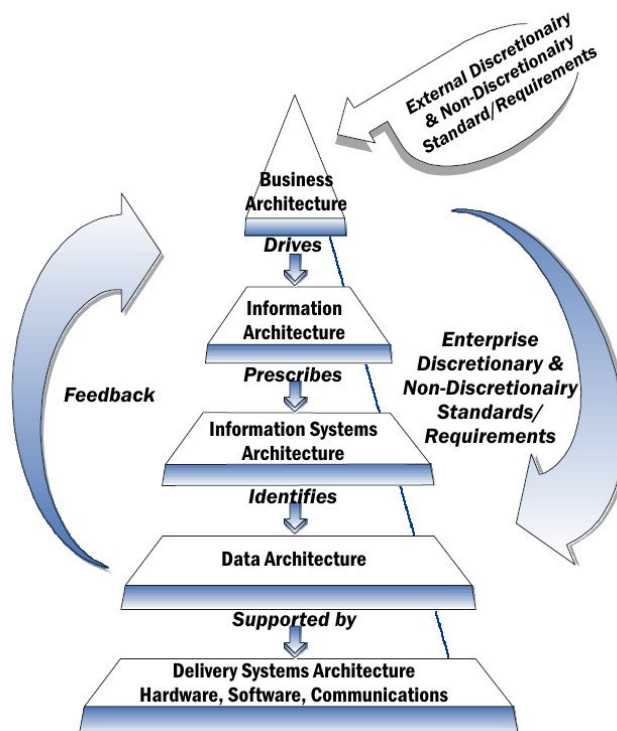 External Discretionairy
& Non-Discretionairy
Standard/Requirements
Business
Architecture
Drives
Information
Architecture
Prescribes
Enterprise
Discretionary &
Non-Discretionairy
Standards/
Requirements
Feedback
Information Systems
Architecture
Identifies
Data Architecture
Supported by
Delivery Systems Architecture
Hardware, Software, Communications